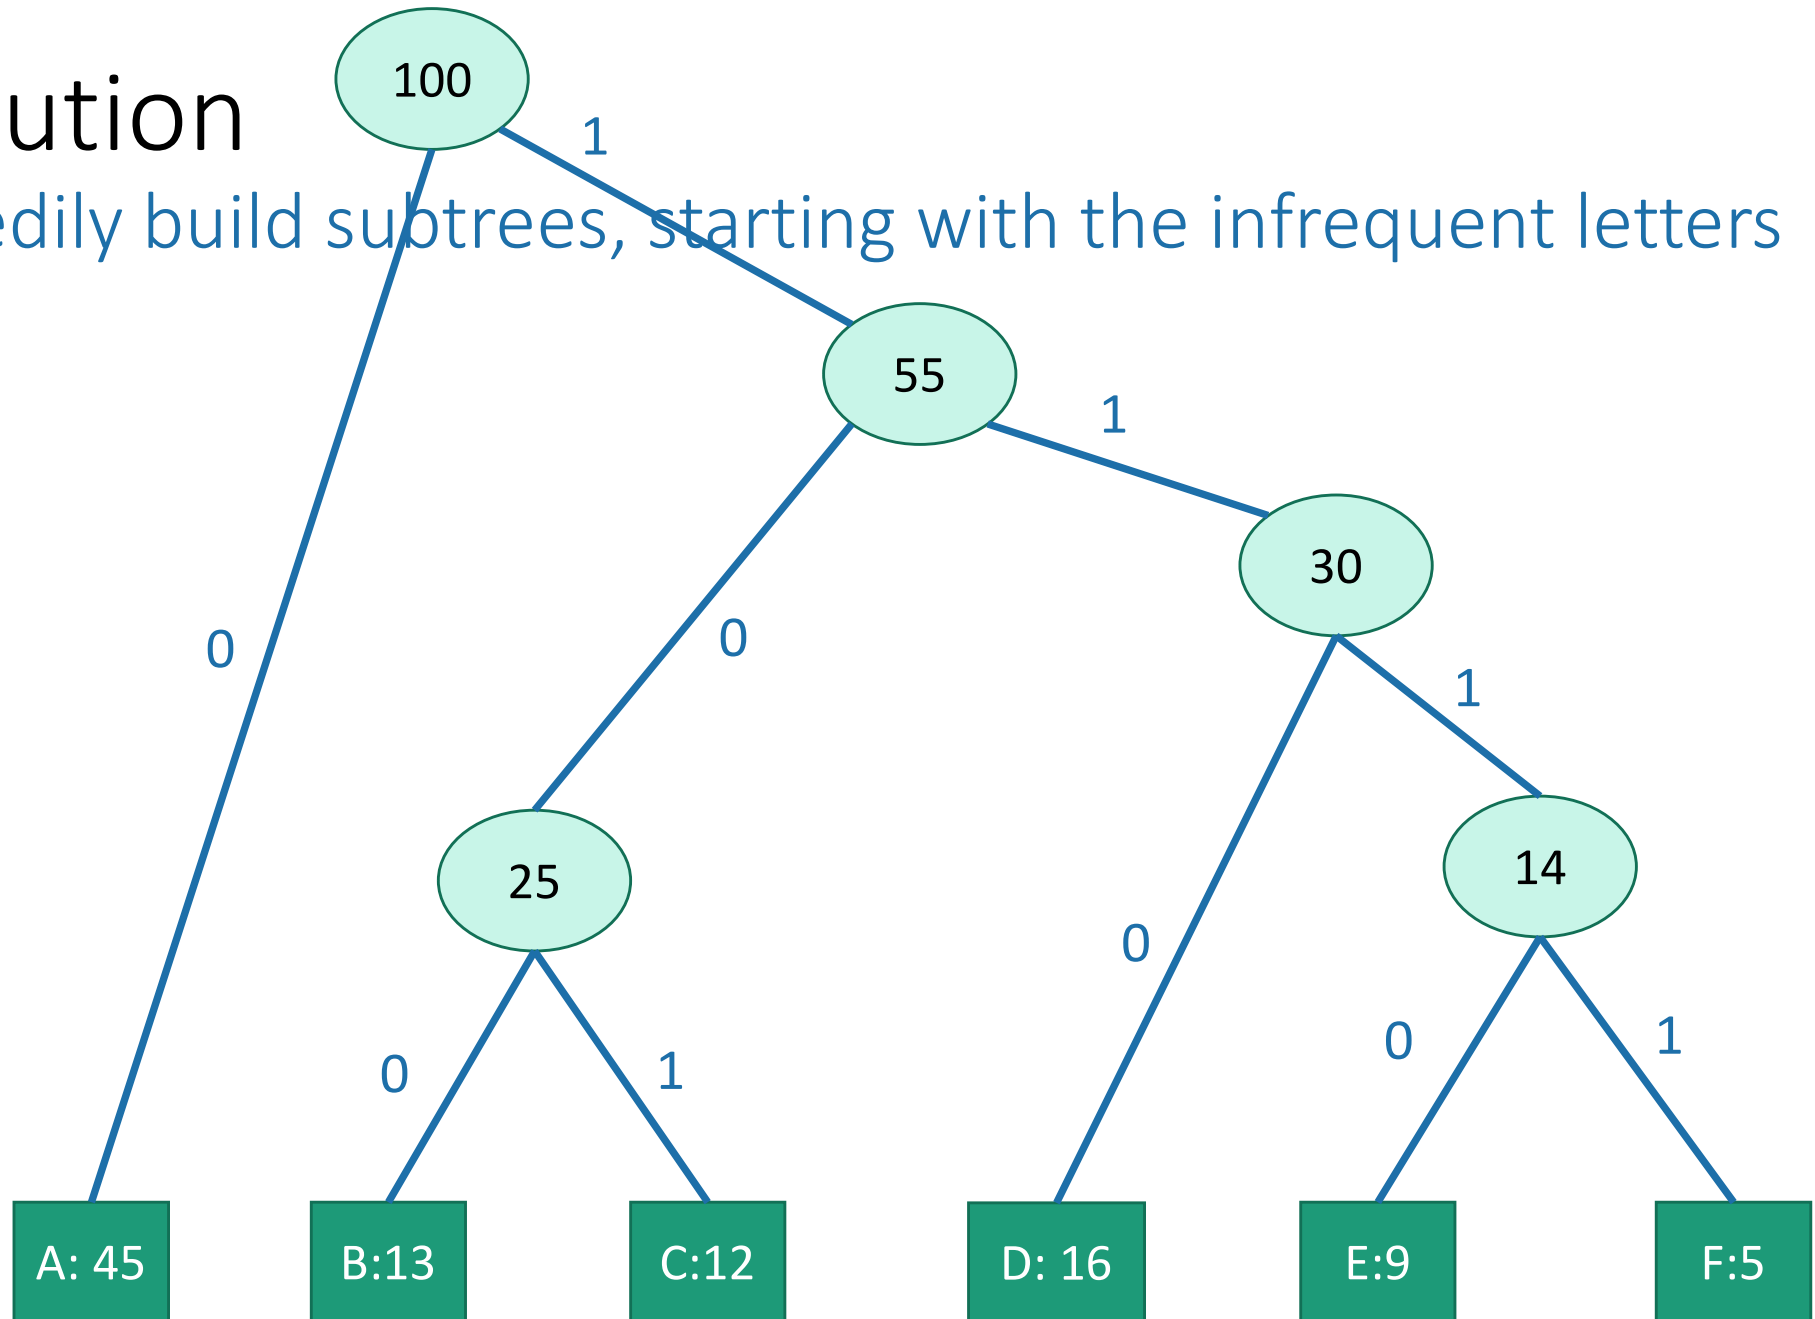 100
ution
1
edily build subtrees, starting with the infrequent letters
55
1
30
0
0
1
25
14
0
0
1
0
1
A: 45
B:13
C:12
D: 16
E:9
F:5